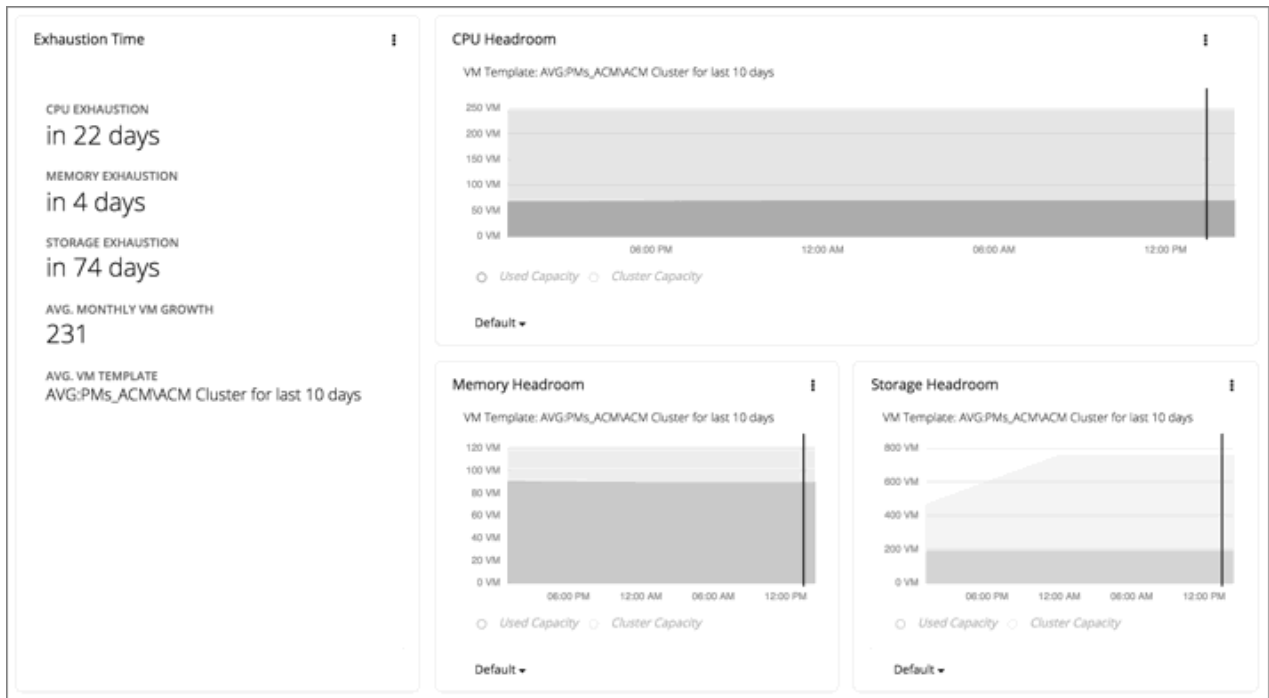 Exhaustion Time
CPU EXHAUSTION
in 22 days
MEMORY EXHAUSTION
in 4 days
STORAGE EXHAUSTION
in 74 days
AVG. MONTHLY VM GROWTH
231
AVG. VM TEMPLATE
AVG:PMs_ACM\ACM Cluster for last 10 days
CPU Headroom
VM Template: AVG:PMs_ACM\ACM Cluster for last 10 days
250 VM
200 VM
150 VM
100 VM
50 VM
0 VM
06:00 PM 12:00 AM 06:00 AM 12:00 PM
Used Capacity Cluster Capacity
Default
Memory Headroom
VM Template: AVG:PMs_ACM\ACM Cluster for last 10 days
120 VM
100 VM
80 VM
60 VM
40 VM
20 VM
0 VM
06:00 PM 12:00 AM 06:00 AM 12:00 PM
Used Capacity Cluster Capacity
Default
Storage Headroom
VM Template: AVG:PMs_ACM\ACM Cluster for last 10 days
800 VM
600 VM
400 VM
200 VM
0 VM
06:00 PM 12:00 AM 06:00 AM 12:00 PM
Used Capacity Cluster Capacity
Default